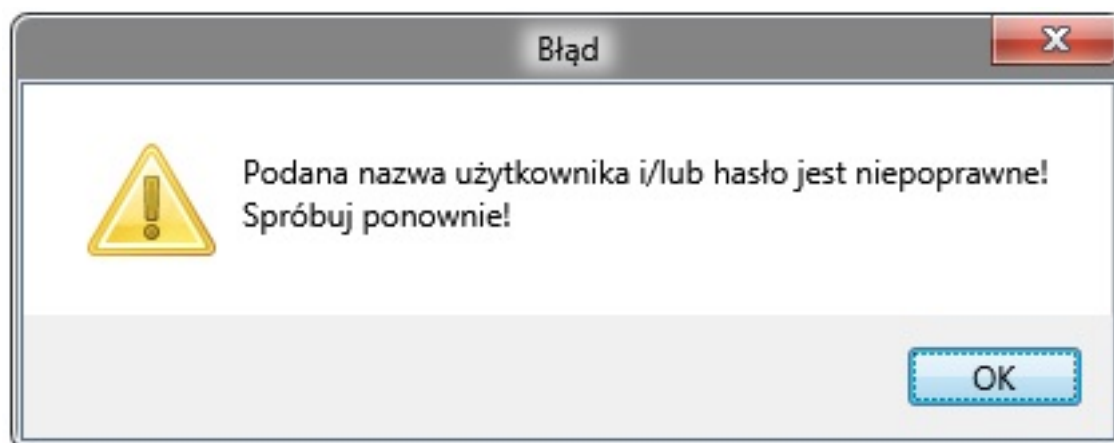 Błąd
Podana nazwa użytkownika i/lub hasło jest niepoprawne!
Spróbuj ponownie!
OK